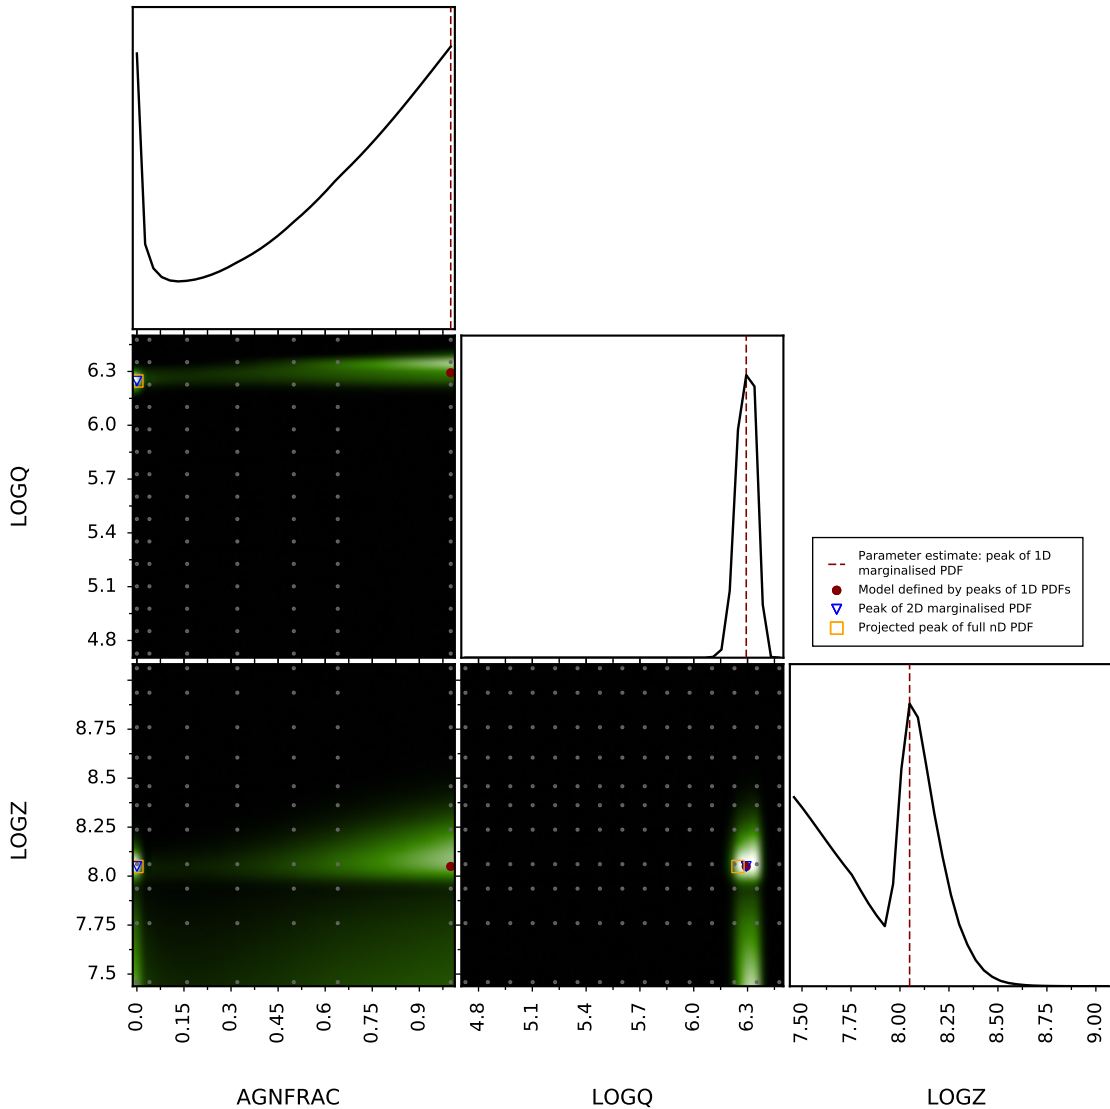 6.3
6.0
5.7
5.4
5.1
4.8
LOGQ
Parameter estimate: peak of 1D
marginalised PDF
Model defined by peaks of 1D PDFs
Peak of 2D marginalised PDF
Projected peak of full nD PDF
8.75
8.5
8.25
8.0
7.75
7.5
LOGZ
0.0 0.15 0.3 0.45 0.6 0.75 0.9
4.8 5.1 5.4 5.7 6.0 6.3
7.50 7.75 8.00 8.25 8.50 8.75 9.00
AGNFRAC LOGQ LOGZ